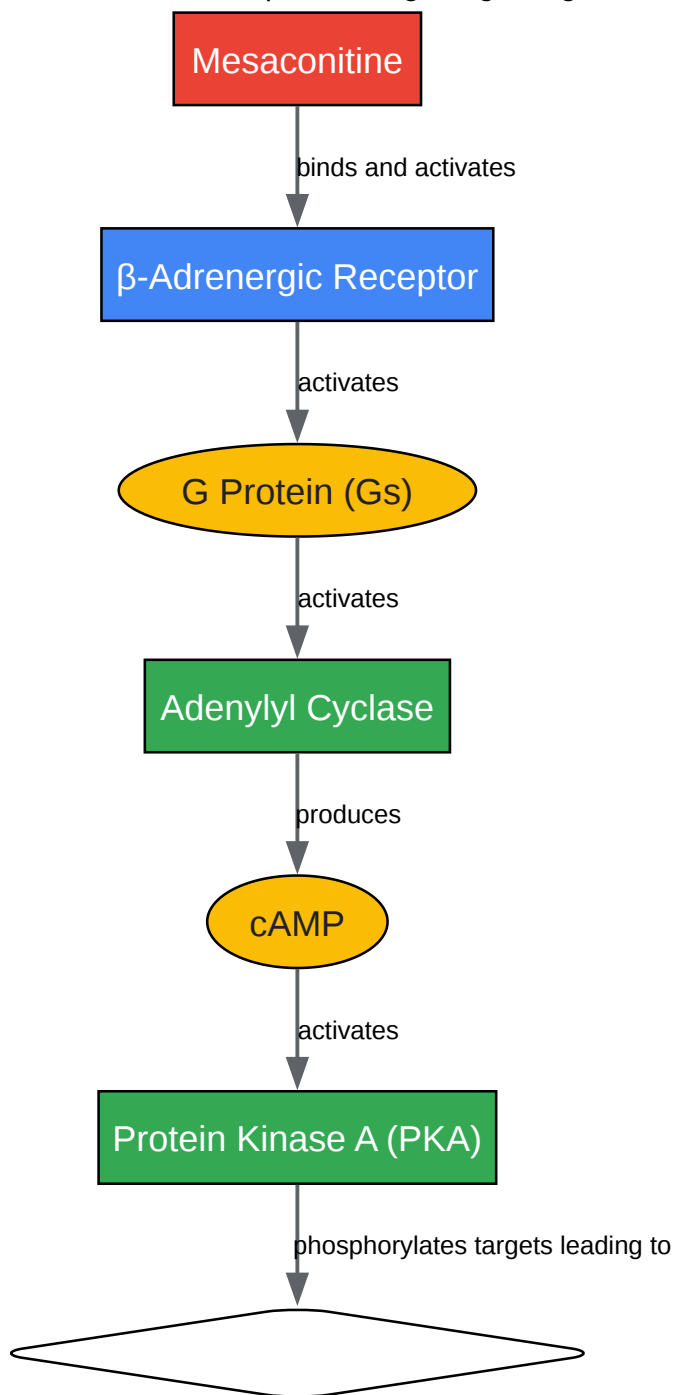 Mesaconitine
binds and activates
β-Adrenergic Receptor
activates
G Protein (Gs)
activates
Adenylyl Cyclase
produces
cAMP
activates
Protein Kinase A (PKA)
phosphorylates targets leading to